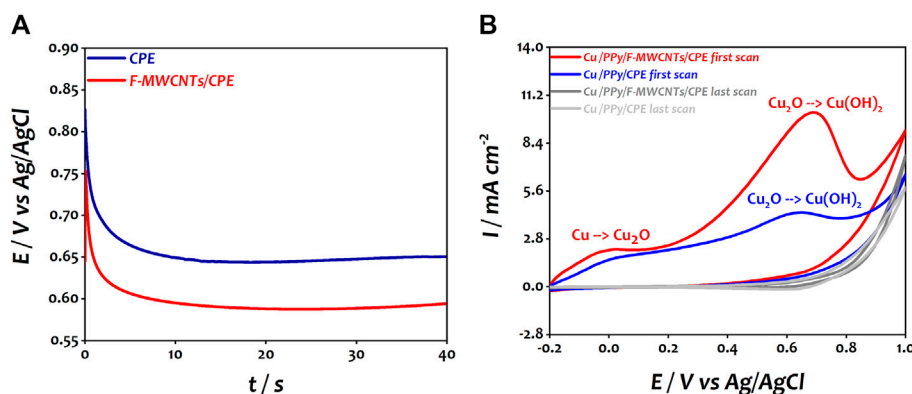 A
CPE
F-MWCNTs/CPE
E / V vs Ag/AgCl
0.90
0.85
0.80
0.75
0.70
0.65
0.60
0.55
0
10
20
30
40
t / s
B
Cu /PPy/F-MWCNTs/CPE first scan
Cu /PPy/CPE first scan
Cu /PPy/F-MWCNTs/CPE last scan
Cu /PPy/CPE last scan
Cu₂O --> Cu(OH)₂
Cu₂O --> Cu(OH)₂
Cu --> Cu₂O
I / mA cm⁻²
14.0
11.2
8.4
5.6
2.8
0.0
-2.8
-0.2
0.0
0.2
0.4
0.6
0.8
1.0
E / V vs Ag/AgCl